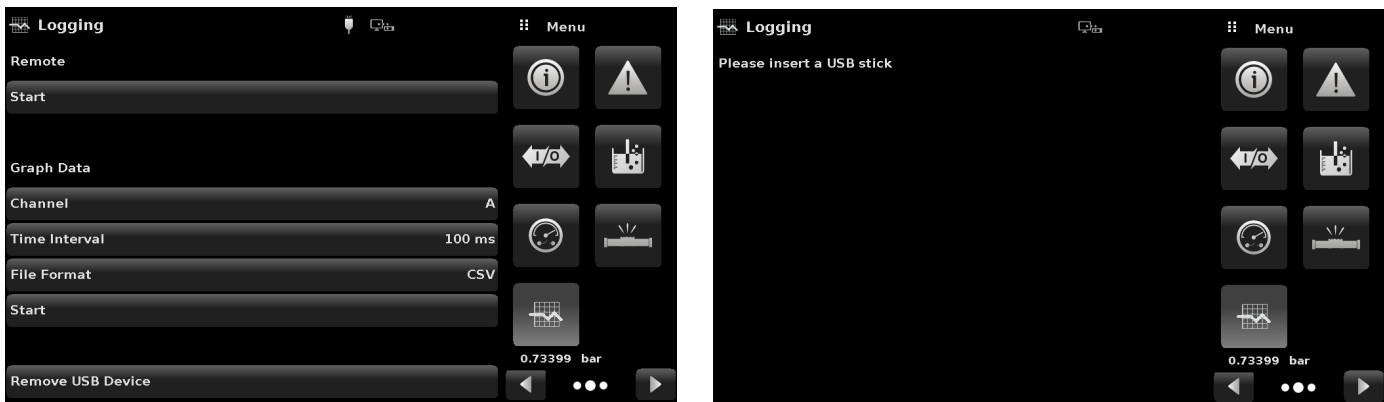 Logging
Menu
Remote
Start
Graph Data
Channel A
Time Interval 100 ms
File Format CSV
Start
Remove USB Device
I/O
0.73399 bar
Logging
Menu
Please insert a USB stick
I/O
0.73399 bar